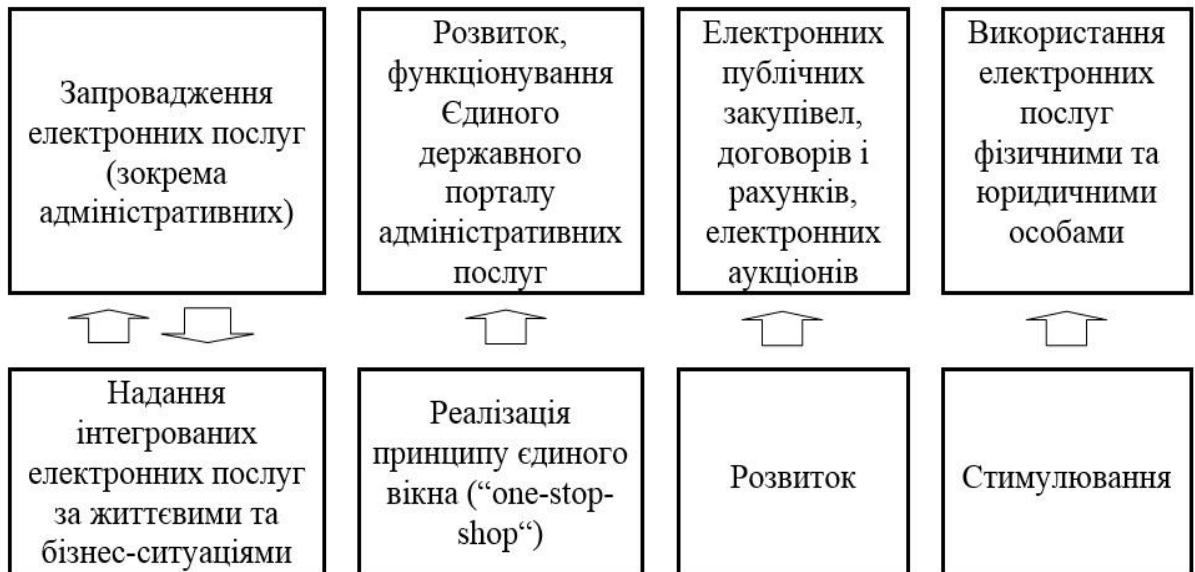 Запровадження
електронних послуг
(зокрема
адміністративних)
Розвиток,
функціонування
Єдиного
державного
порталу
адміністративних
послуг
Електронних
публічних
закупівел,
договорів і
рахунків,
електронних
аукціонів
Використання
електронних
послуг
фізичними та
юридичними
особами
Надання
інтегрованих
електронних послуг
за життєвими та
бізнес-ситуаціями
Реалізація
принципу єдиного
вікна (“one-stop-
shop“)
Розвиток
Стимулювання